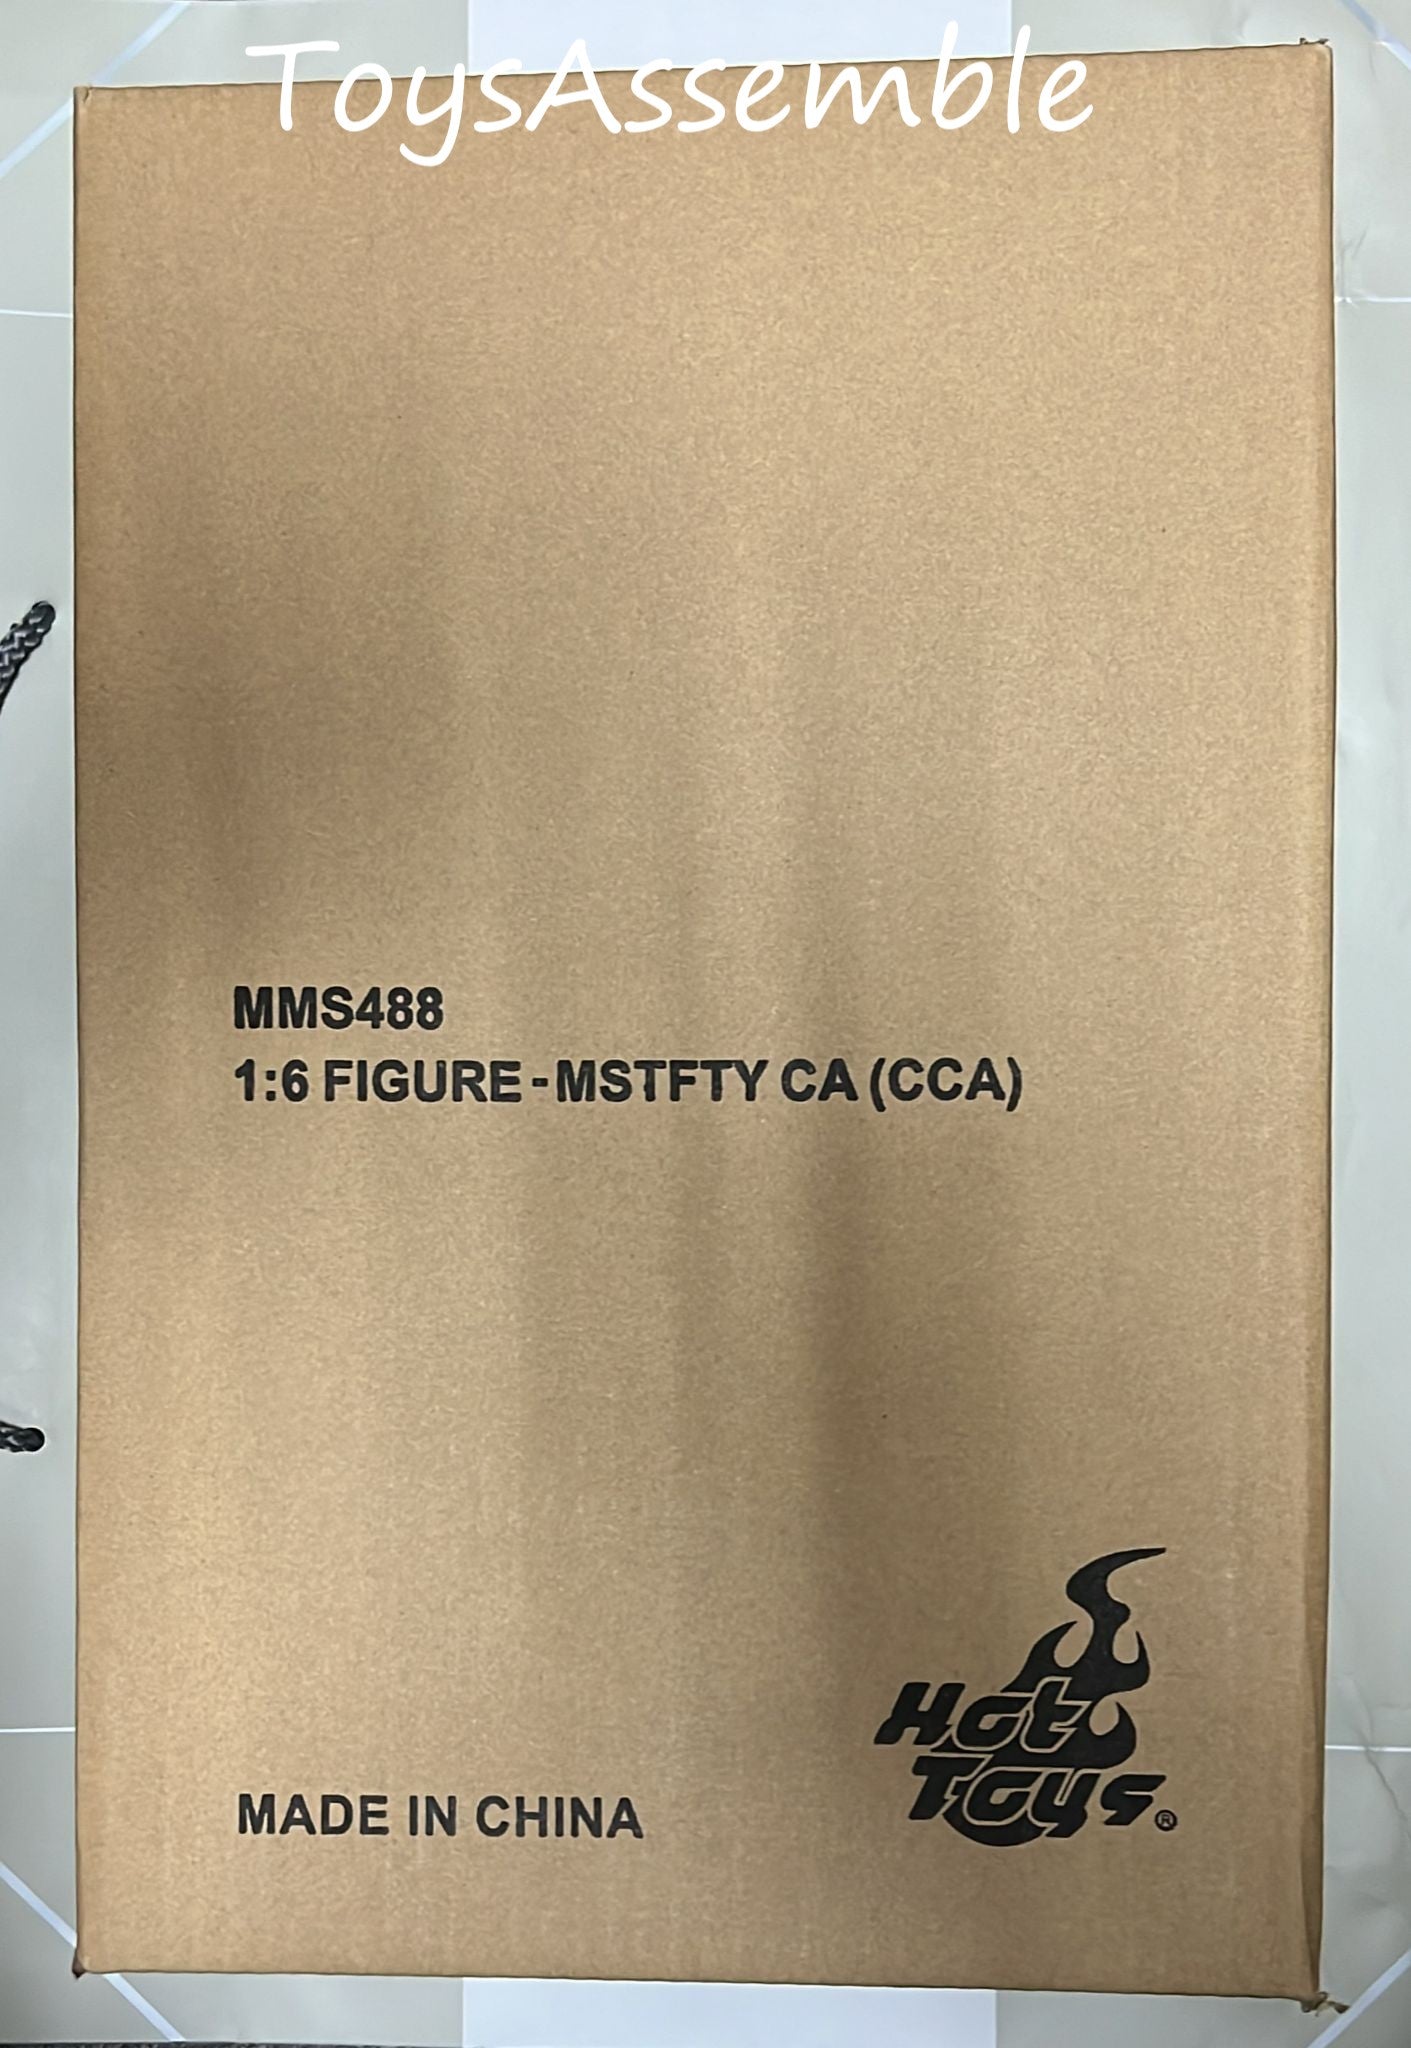 ToysAssemble
MMS488
1:6 FIGURE - MSTFTY CA (CCA)
Hot
Toys®
MADE IN CHINA